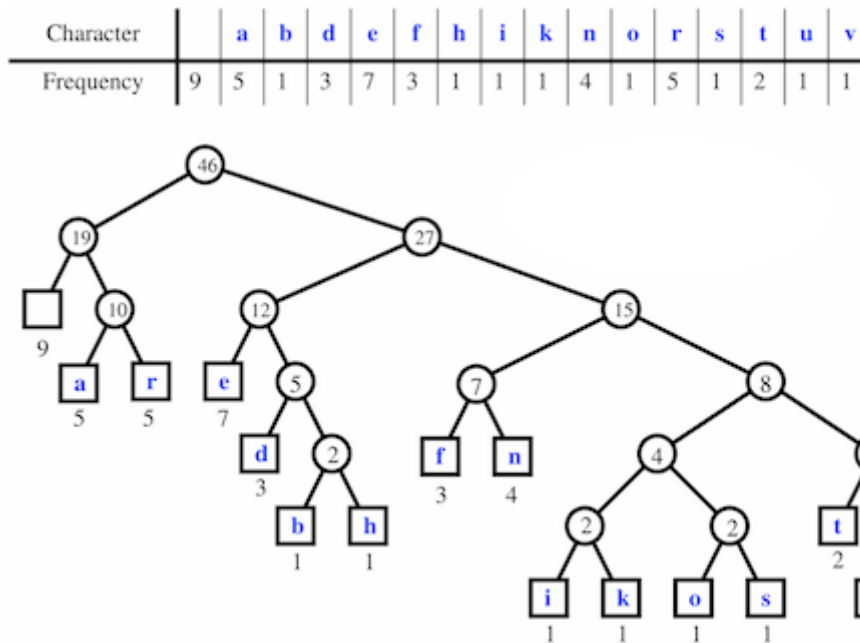 Character a b d e f h i k n o r s t u v
Frequency 9 5 1 3 7 3 1 1 1 4 1 5 1 2 1 1
46
19 27
10 12 15
9
a r e 5 7 8
5 5 7
d 2 f n 4
3 3 4
b h 2 2 t
1 1 2
i k o s
1 1 1 1